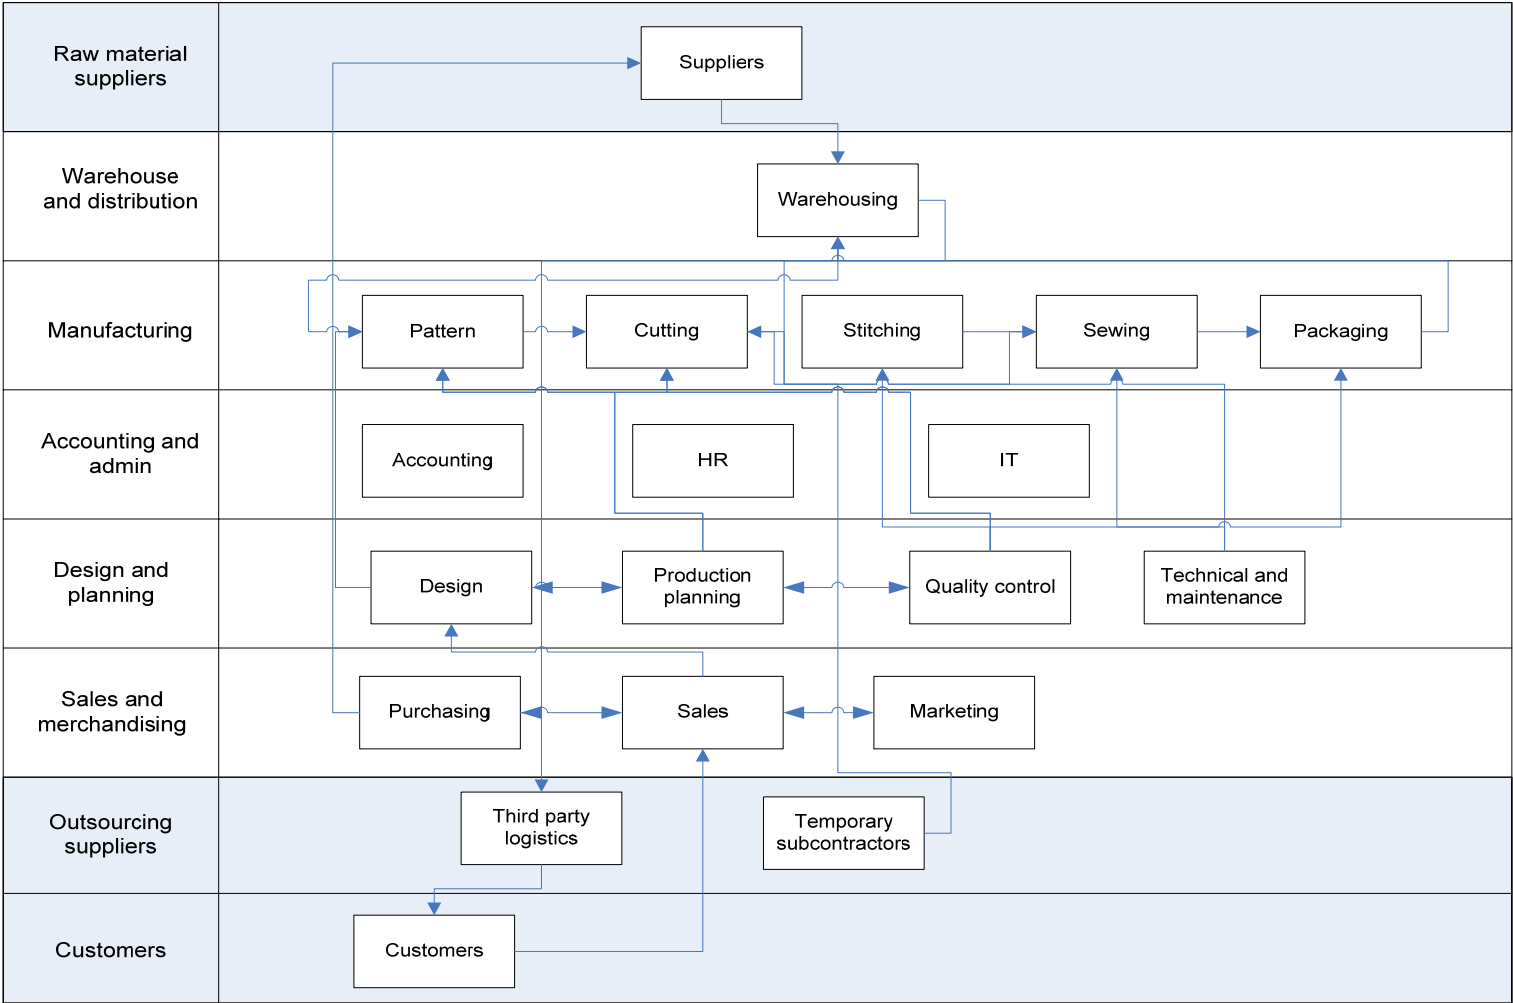 Raw material
suppliers
Suppliers
Warehouse
and distribution
Warehousing
Manufacturing
Pattern
Cutting
Stitching
Sewing
Packaging
Accounting and
admin
Accounting
HR
IT
Design and
planning
Design
Production
planning
Quality control
Technical and
maintenance
Sales and
merchandising
Purchasing
Sales
Marketing
Outsourcing
suppliers
Third party
logistics
Temporary
subcontractors
Customers
Customers